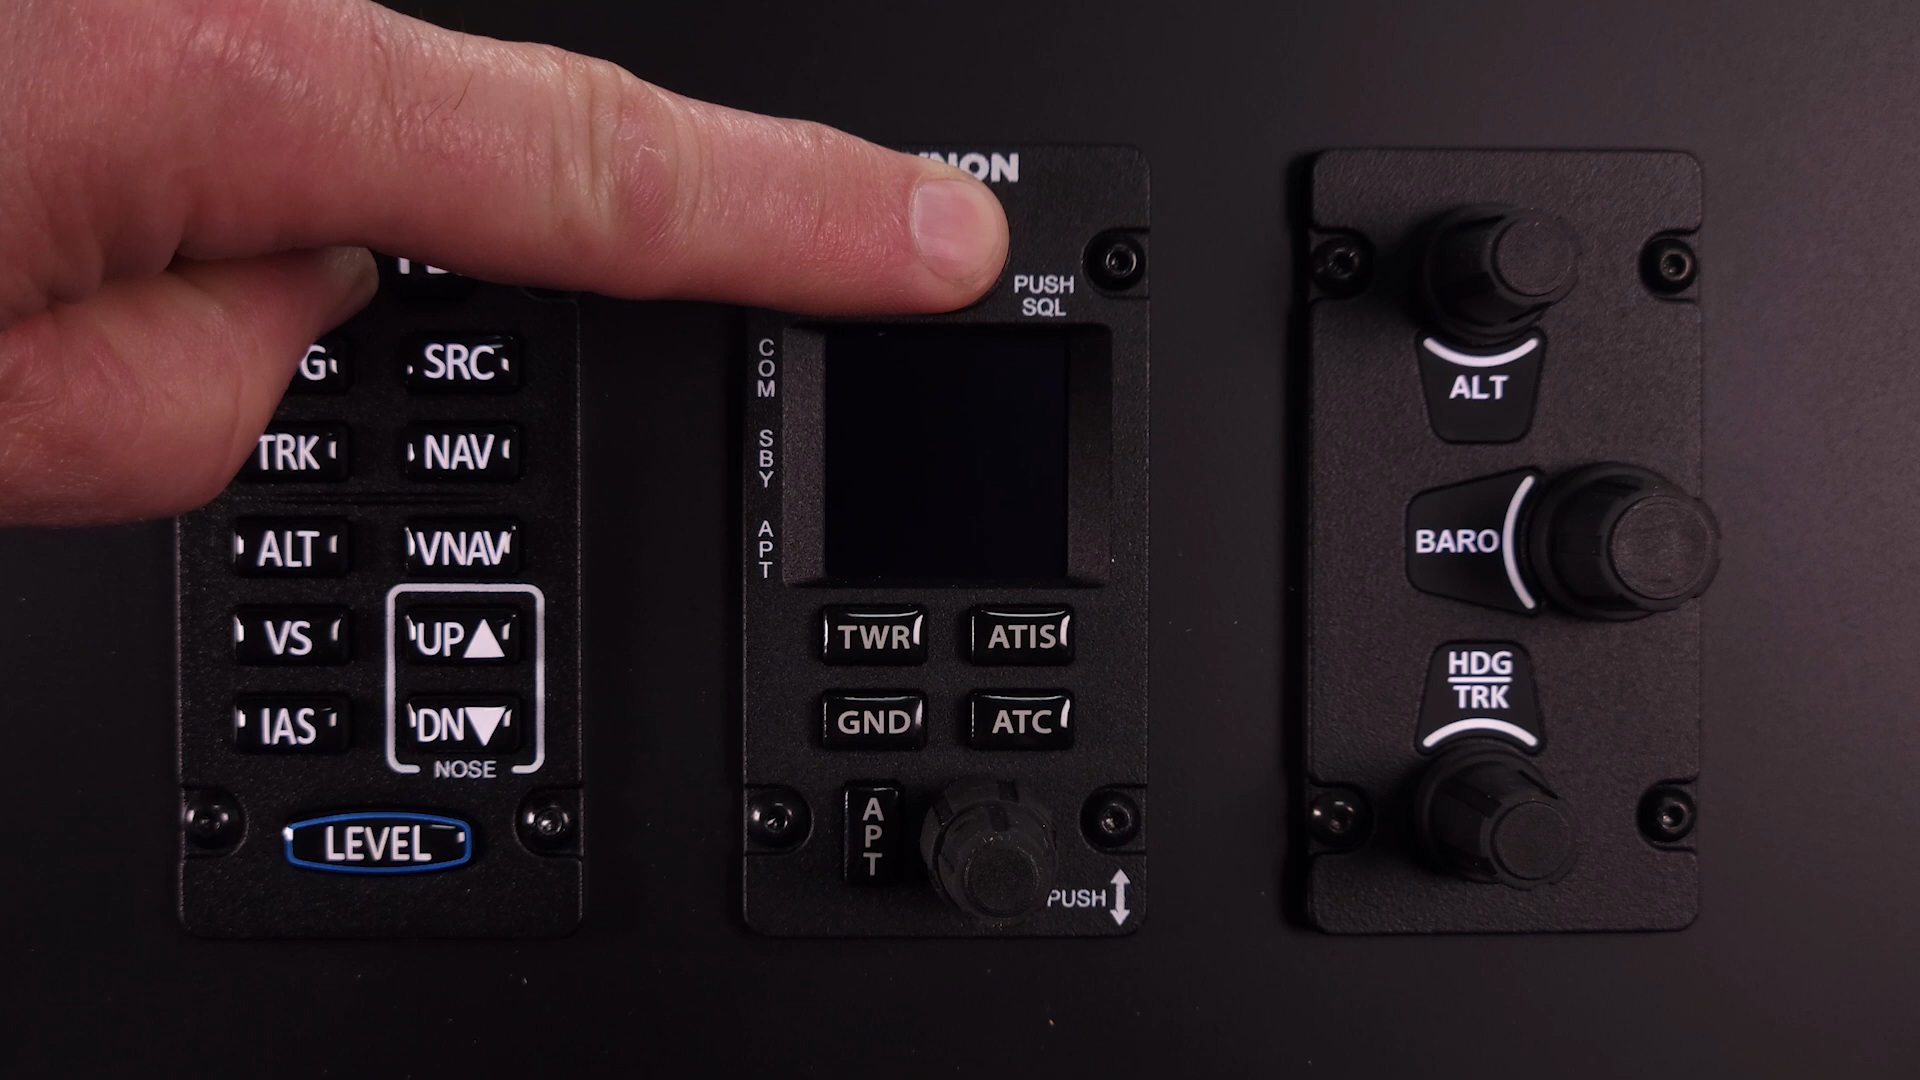 SRC
TRK NAV
ALT VNAV
VS UP▲
IAS DN▼
NOSE
LEVEL
PUSH
SQL
COM
SBY
APT
TWR ATIS
GND ATC
APT
PUSH
ALT
BARO
HDG
TRK